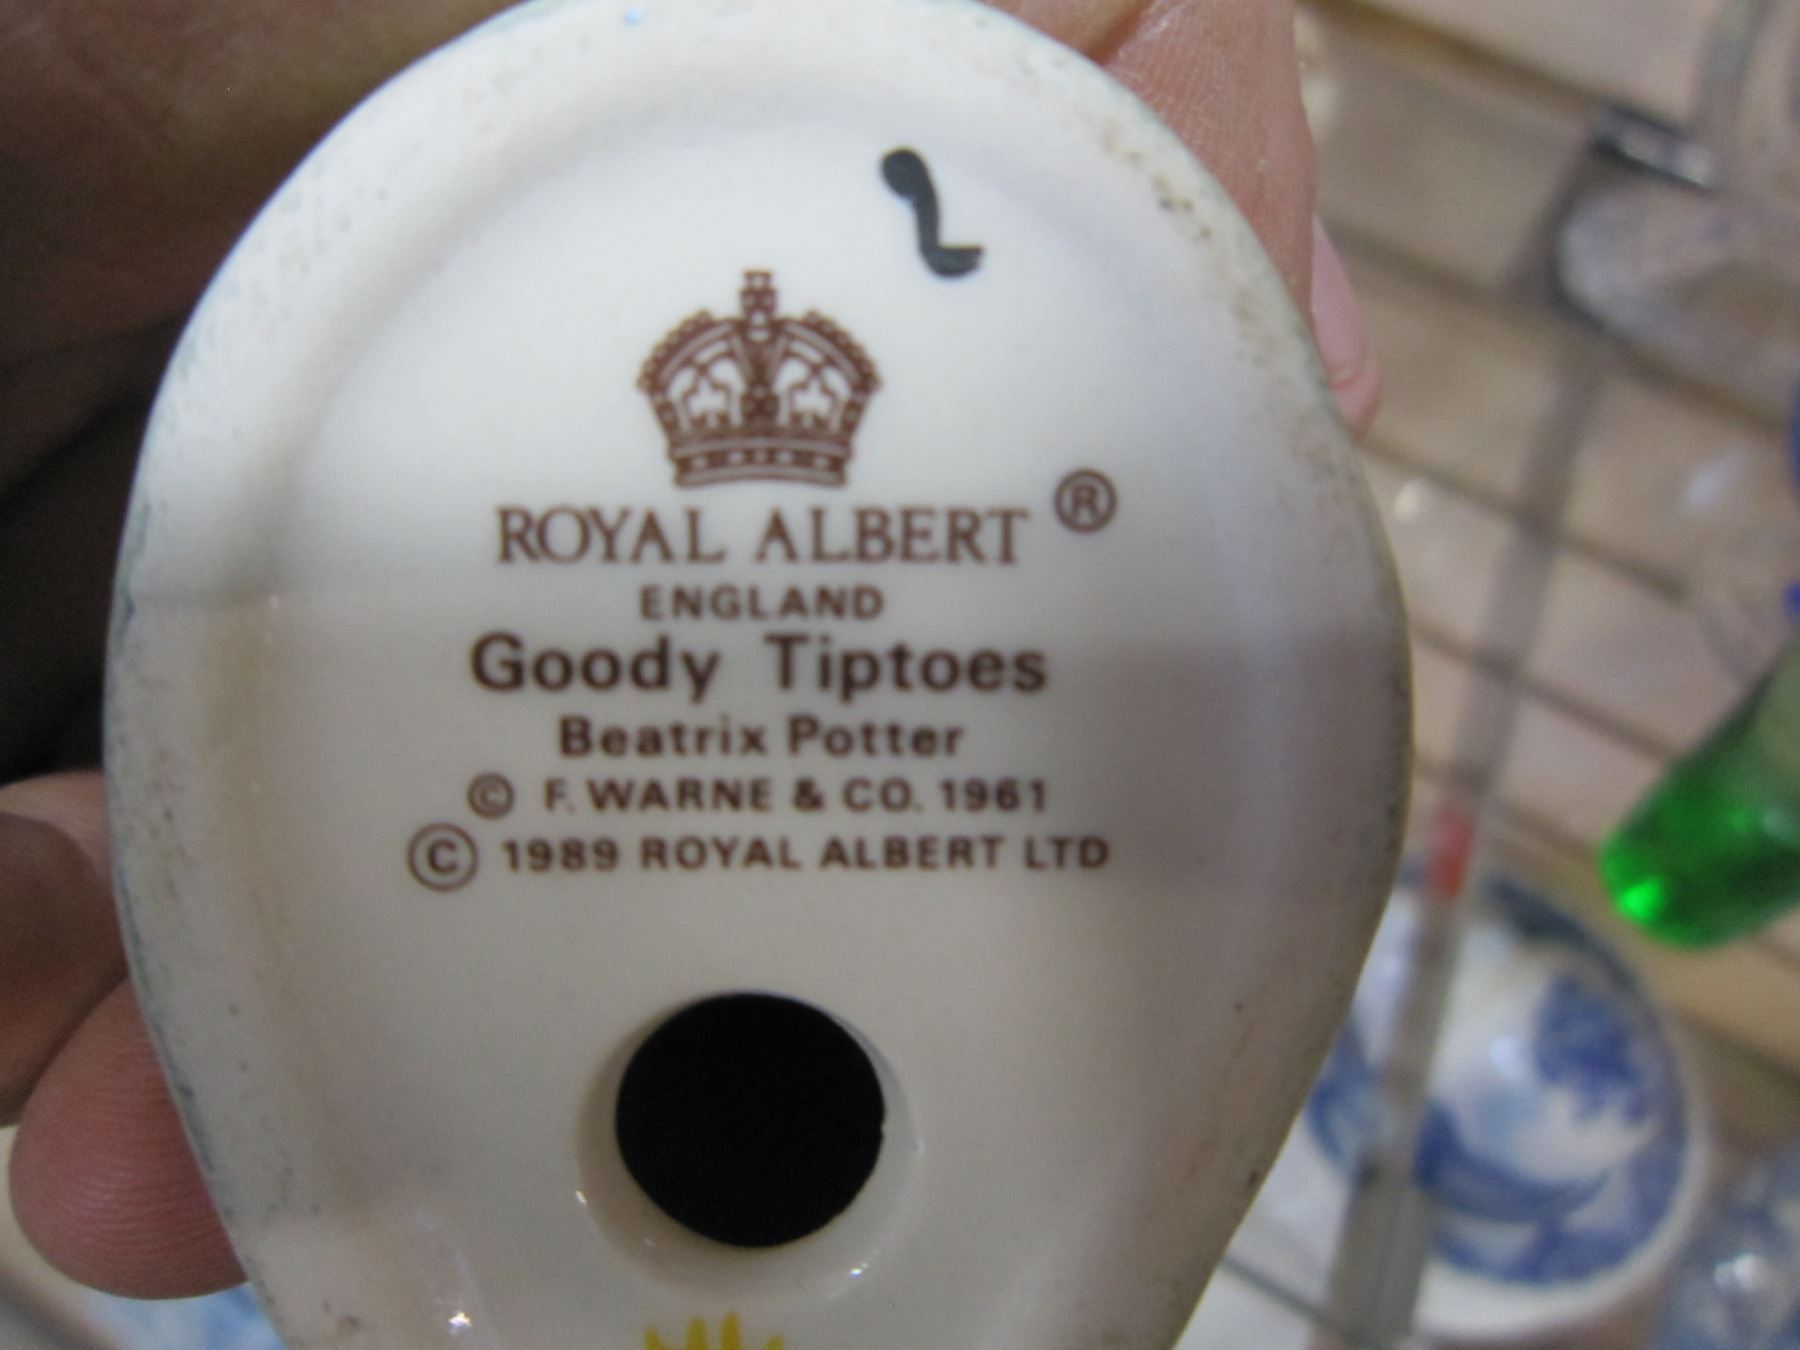 ROYAL ALBERT ®
ENGLAND
Goody Tiptoes
Beatrix Potter
© F. WARNE & CO. 1961
© 1989 ROYAL ALBERT LTD